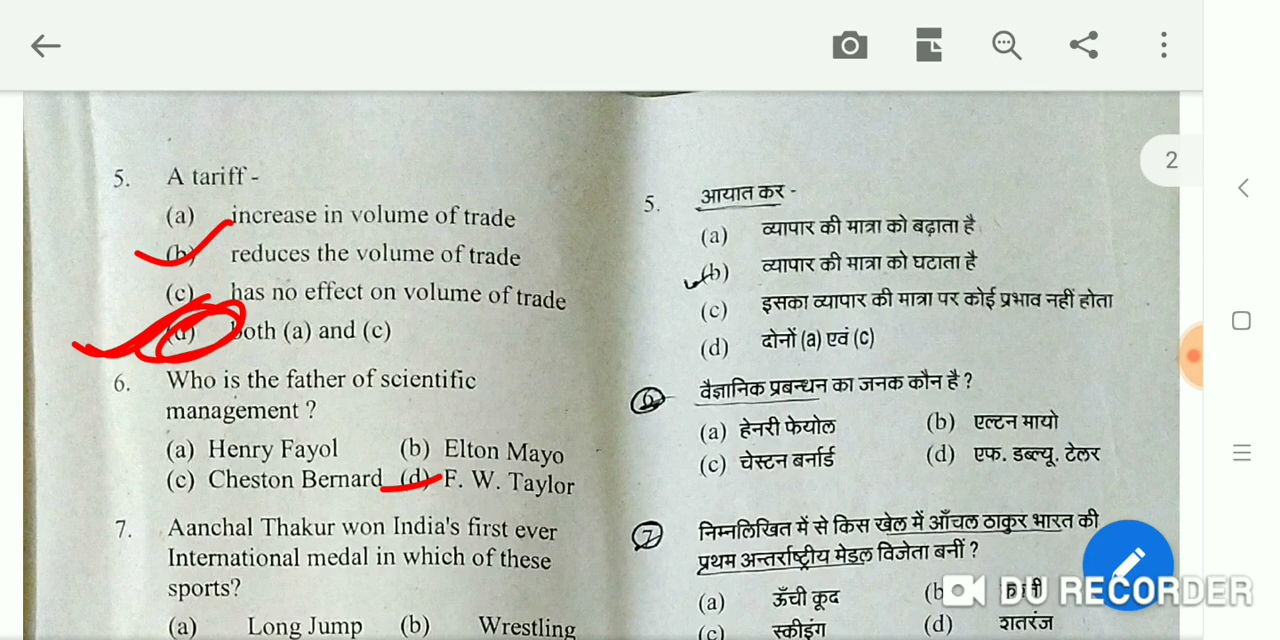 2
5. A tariff -
(a) increase in volume of trade
(b) reduces the volume of trade
(c) has no effect on volume of trade
(d) both (a) and (c)
6. Who is the father of scientific
management ?
(a) Henry Fayol (b) Elton Mayo
(c) Cheston Bernard (d) F. W. Taylor
7. Aanchal Thakur won India's first ever
International medal in which of these
sports?
(a) Long Jump (b) Wrestling
5. आयात कर -
(a) व्यापार की मात्रा को बढ़ाता है
(b) व्यापार की मात्रा को घटाता है
(c) इसका व्यापार की मात्रा पर कोई प्रभाव नहीं होता
(d) दोनों (a) एवं (c)
6 वैज्ञानिक प्रबन्धन का जनक कौन है ?
(a) हेनरी फेयोल (b) एल्टन मायो
(c) चेस्टन बर्नार्ड (d) एफ. डब्ल्यू. टेलर
7 निम्नलिखित में से किस खेल में आँचल ठाकुर भारत की
प्रथम अन्तर्राष्ट्रीय मेडल विजेता बनीं ?
(a) ऊँची कूद (b
(c) स्कीइंग (d) शतरंज
DU RECORDER